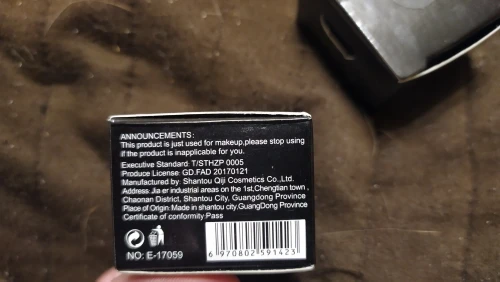 ANNOUNCEMENTS:
This product is just used for makeup,please stop using
if the product is inapplicable for you.
Executive Standard: T/STHZP 0005
Produce License: GD.FAD 20170121
Manufactured by: Shantou Qiji Cosmetics Co.,Ltd.
Address: Jia er industrial areas on the 1st,Chengtian town ,
Chaonan District, Shantou City, Guangdong Province
Place of Origin: Made in shantou city.GuangDong Province
Certificate of conformity:Pass
NO: E-17059
6 970802 591423